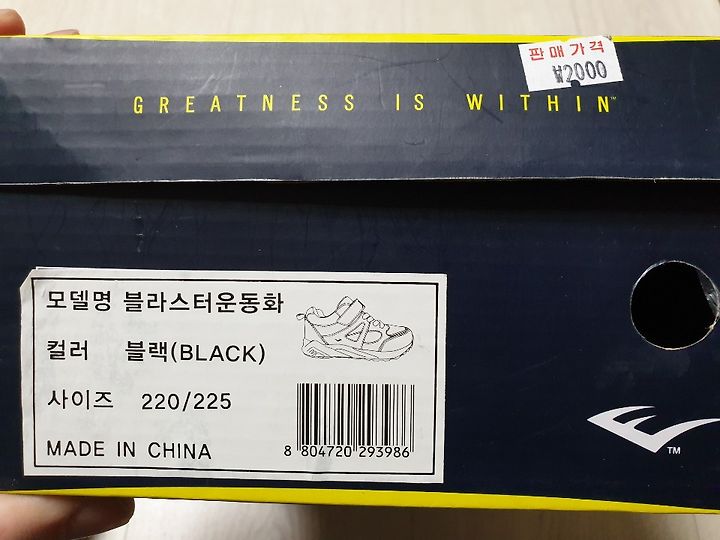 판매가격
₩2000
GREATNESS IS WITHIN™
모델명 블라스터운동화
컬러 블랙(BLACK)
사이즈 220/225
MADE IN CHINA
8 804720 293986
TM